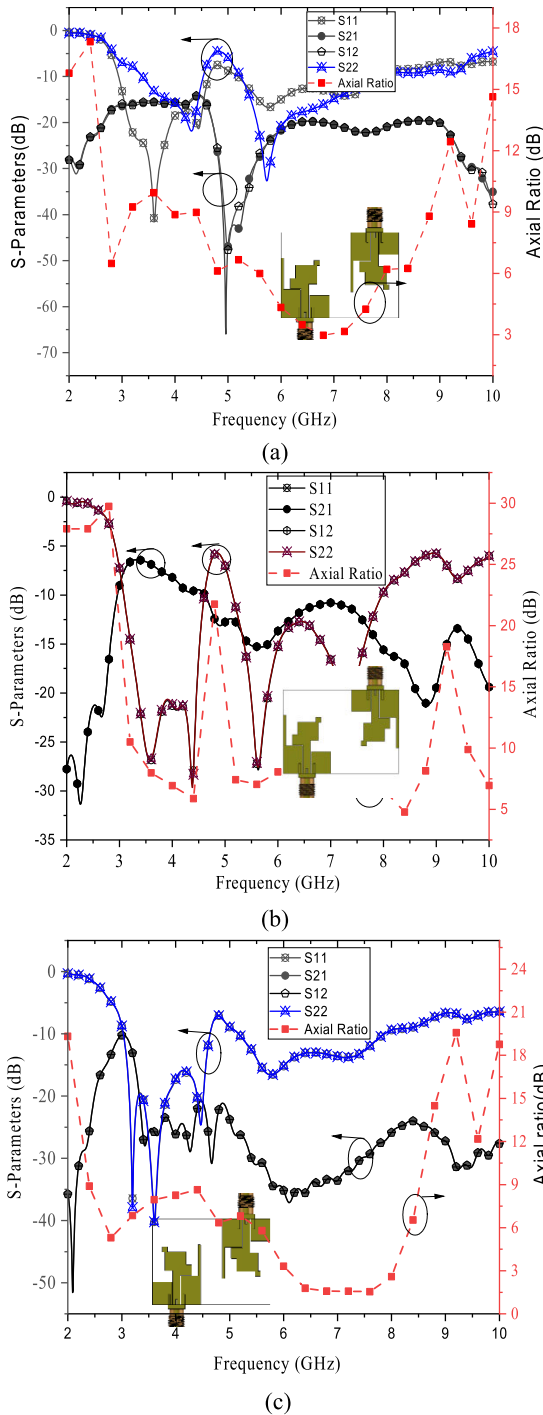 S11
S21
S12
S22
Axial Ratio
0
-10
-20
-30
-40
-50
-60
-70
S-Parameters(dB)
18
15
12
9
6
3
Axial Ratio (dB)
2 3 4 5 6 7 8 9 10
Frequency (GHz)
(a)
S11
S21
S12
S22
Axial Ratio
0
-5
-10
-15
-20
-25
-30
-35
S-Parameters (dB)
30
25
20
15
10
5
Axial Ratio (dB)
2 3 4 5 6 7 8 9 10
Frequency (GHz)
(b)
S11
S21
S12
S22
Axial Ratio
0
-10
-20
-30
-40
-50
S-Parameters (dB)
24
21
18
15
12
9
6
3
0
Axial ratio(dB)
2 3 4 5 6 7 8 9 10
Frequency (GHz)
(c)